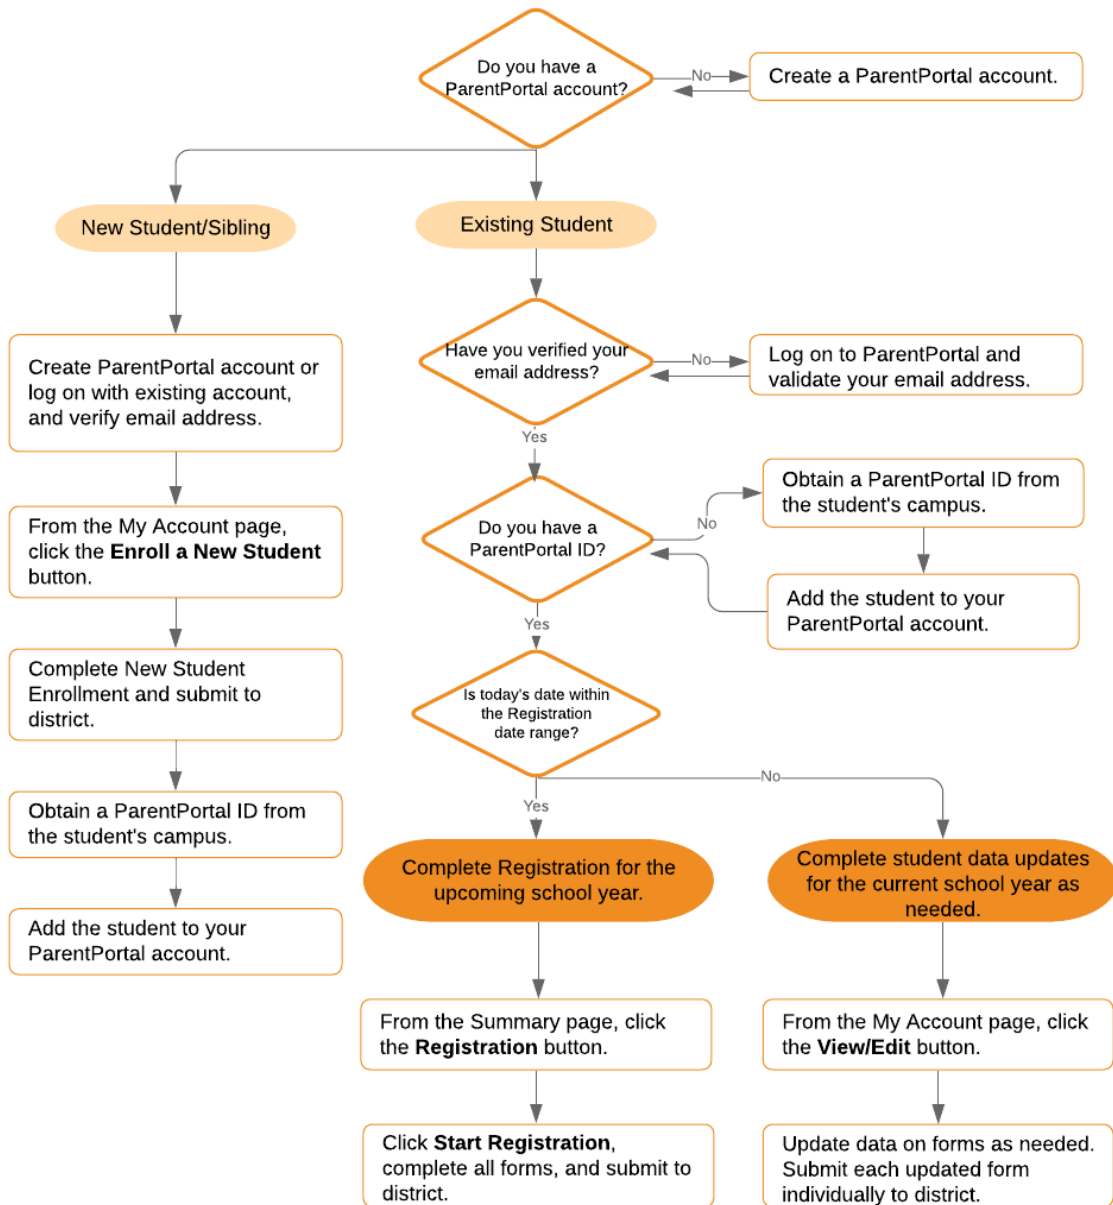 Do you have a
ParentPortal account?
No
Create a ParentPortal account.
New Student/Sibling
Existing Student
Create ParentPortal account or
log on with existing account,
and verify email address.
Have you verified your
email address?
No
Log on to ParentPortal and
validate your email address.
Yes
From the My Account page,
click the Enroll a New Student
button.
Do you have a
ParentPortal ID?
No
Obtain a ParentPortal ID from
the student's campus.
Add the student to your
ParentPortal account.
Yes
Complete New Student
Enrollment and submit to
district.
Is today's date within
the Registration
date range?
No
Yes
Obtain a ParentPortal ID from
the student's campus.
Complete Registration for the
upcoming school year.
Complete student data updates
for the current school year as
needed.
Add the student to your
ParentPortal account.
From the Summary page, click
the Registration button.
From the My Account page, click
the View/Edit button.
Click Start Registration,
complete all forms, and submit to
district.
Update data on forms as needed.
Submit each updated form
individually to district.